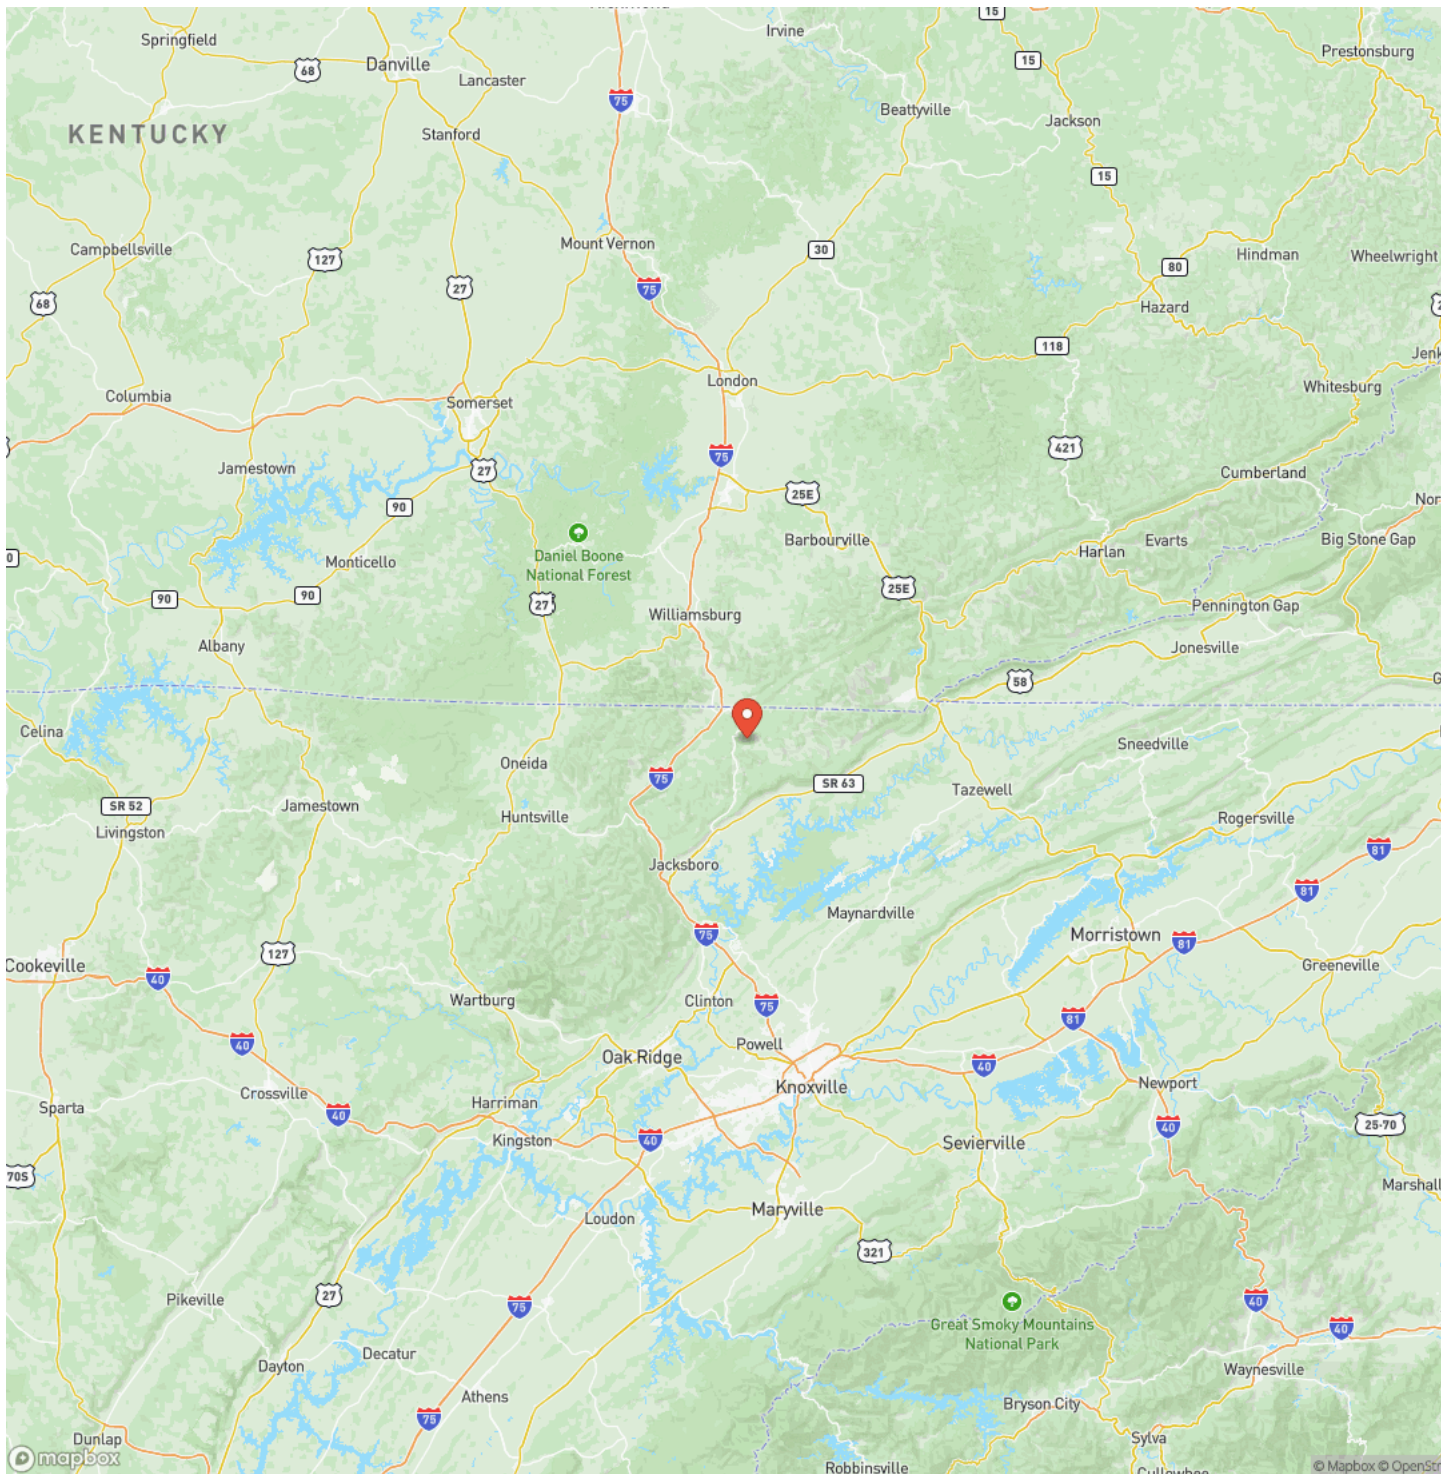 Springfield
68
Danville
Lancaster
Irvine
15
15
Prestonsburg
75
Beattyville
Jackson
KENTUCKY
Stanford
15
Campbellsville
127
27
Mount Vernon
30
80
Hindman
Wheelwright
68
75
Hazard
118
London
Whitesburg
Columbia
Somerset
421
Jamestown
27
75
25E
Cumberland
90
Daniel Boone
National Forest
Barbourville
Harlan
Evarts
Big Stone Gap
Monticello
90
90
27
25E
Williamsburg
Pennington Gap
Albany
Jonesville
58
Celina
Sneedville
Oneida
75
SR 63
Tazewell
SR 52
Jamestown
Huntsville
Livingston
Rogersville
Jacksboro
81
81
Maynardville
75
Morristown
81
127
Cookeville
40
Greeneville
Wartburg
Clinton
75
81
40
Powell
Oak Ridge
Knoxville
40
Crossville
Newport
Sparta
Harriman
40
40
25-70
Kingston
40
Sevierville
70S
Marshall
Maryville
Loudon
321
27
Pikeville
75
40
Great Smoky Mountains
National Park
40
Decatur
Dayton
Waynesville
Athens
Bryson City
75
Dunlap
Sylva
mapbox
Robbinsville
© Mapbox © OpenStr